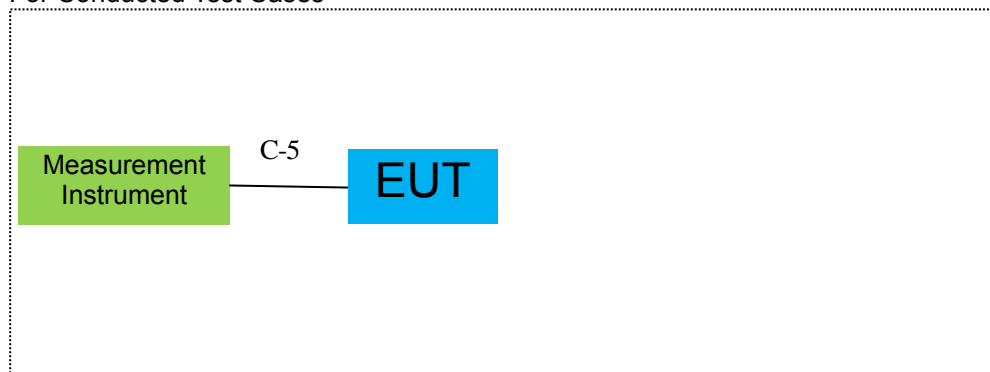 For Conducted Test Cases
C-5
Measurement
Instrument
EUT